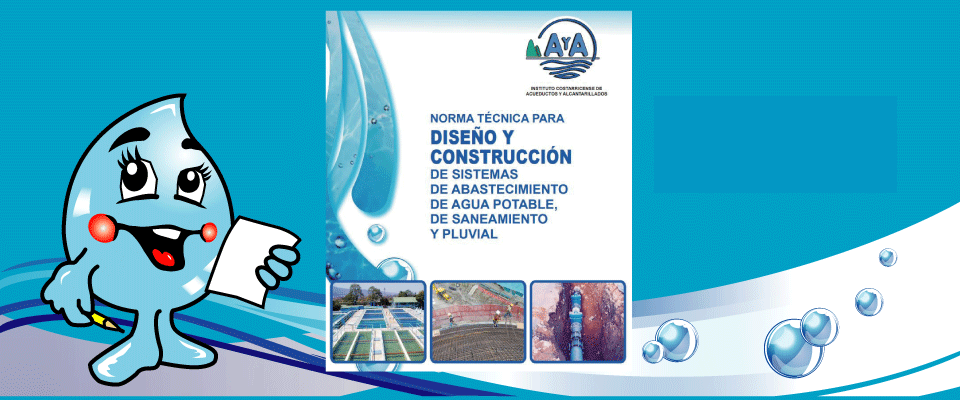 AYA
INSTITUTO COSTARRICENSE DE
ACUEDUCTOS Y ALCANTARILLADOS
NORMA TÉCNICA PARA
DISEÑO Y
CONSTRUCCIÓN
DE SISTEMAS
DE ABASTECIMIENTO
DE AGUA POTABLE,
DE SANEAMIENTO
Y PLUVIAL